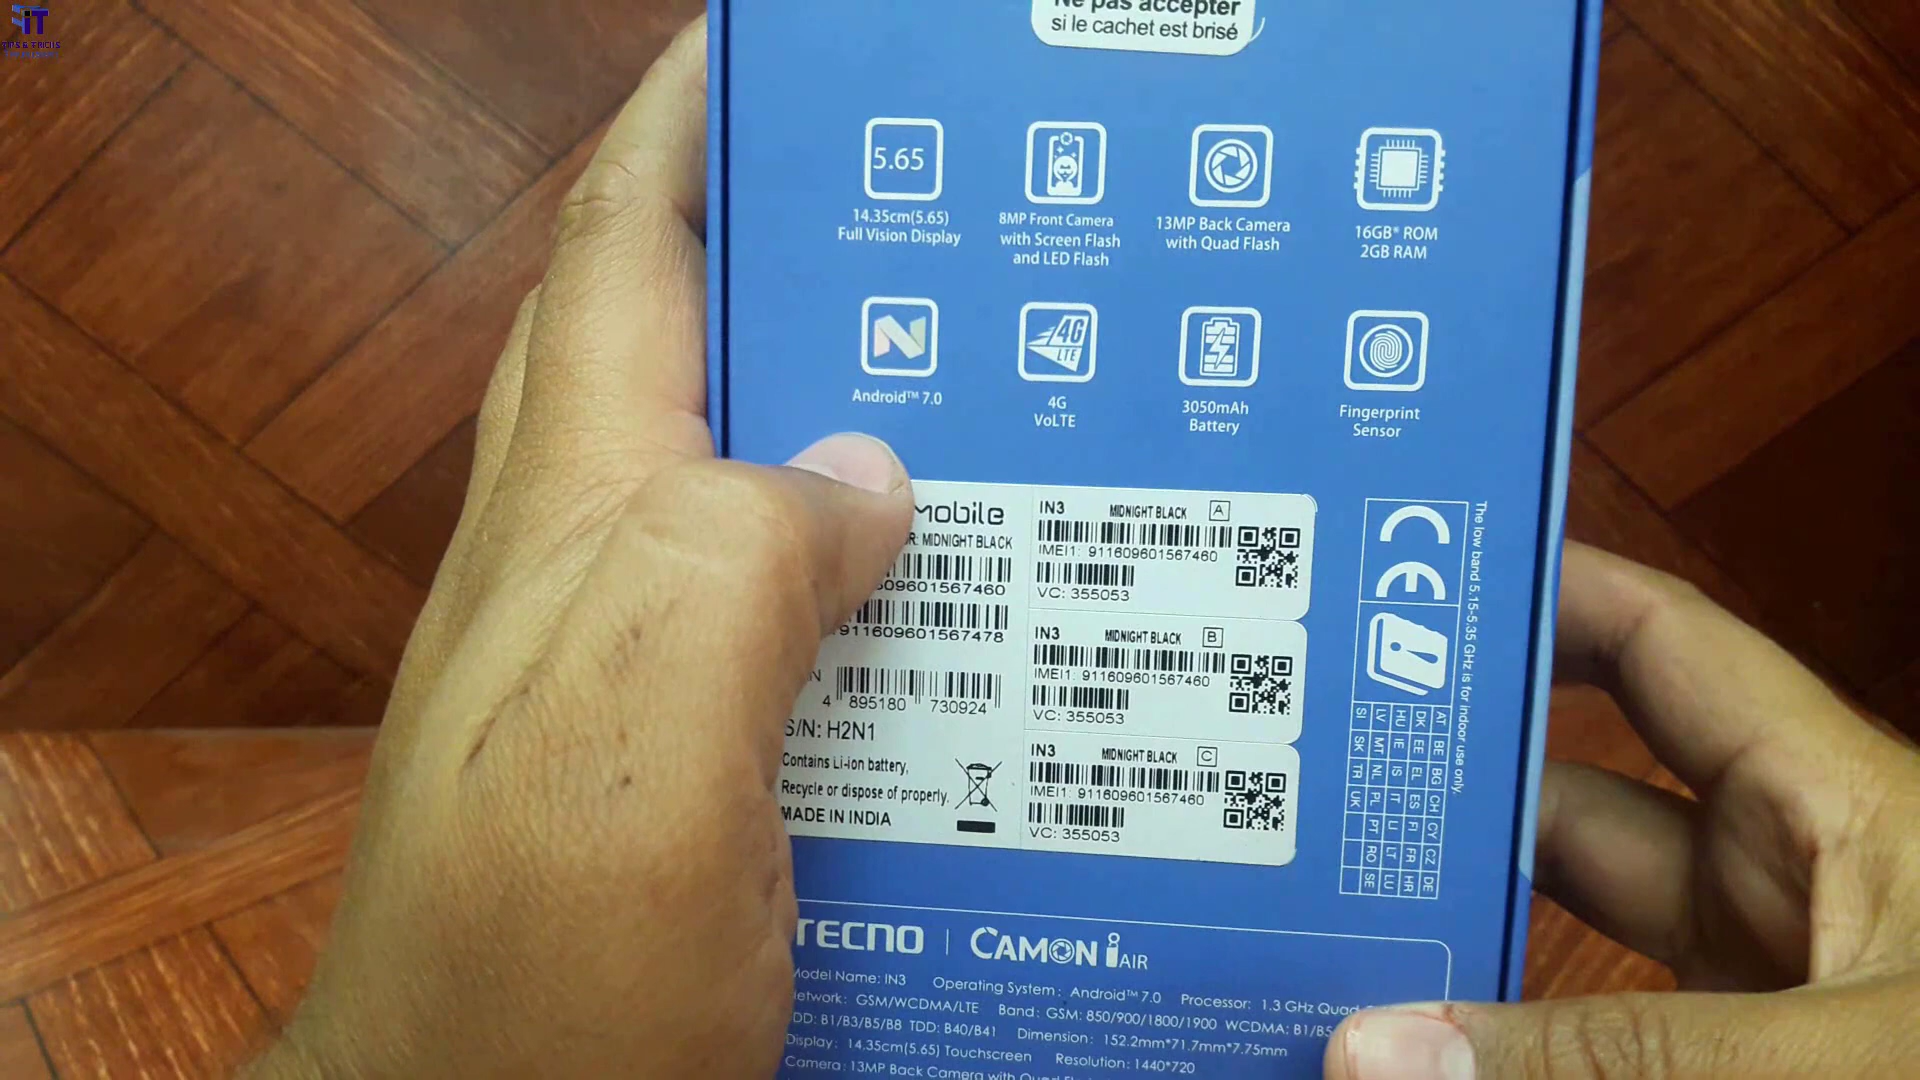 iT
TIPS & TRICKS
Ne pas accepter
si le cachet est brisé
5.65
14.35cm(5.65)
Full Vision Display
8MP Front Camera
with Screen Flash
and LED Flash
13MP Back Camera
with Quad Flash
16GB* ROM
2GB RAM
N
Android™ 7.0
4G
LTE
4G
VoLTE
3050mAh
Battery
Fingerprint
Sensor
mobile
R: MIDNIGHT BLACK
609601567460
911609601567478
N
4 895180 730924
S/N: H2N1
Contains Li-ion battery,
Recycle or dispose of properly.
MADE IN INDIA
IN3 MIDNIGHT BLACK A
IMEI1: 911609601567460
VC: 355053
IN3 MIDNIGHT BLACK B
IMEI1: 911609601567460
VC: 355053
IN3 MIDNIGHT BLACK C
IMEI1: 911609601567460
VC: 355053
CE
The low band 5.15-5.35 GHz is for indoor use only.
AT BE BG CH CY CZ DE
DK EE EL ES FI FR HR
HU IE IS IT LI LT LU
LV MT NL PL PT RO SE
SI SK TR UK
TECNO | CAMON i AIR
Model Name: IN3 Operating System: Android™ 7.0 Processor: 1.3 GHz Quad
Network: GSM/WCDMA/LTE Band: GSM: 850/900/1800/1900 WCDMA: B1/B5
FDD: B1/B3/B5/B8 TDD: B40/B41 Dimension: 152.2mm*71.7mm*7.75mm
Display: 14.35cm(5.65) Touchscreen Resolution: 1440*720
Camera: 13MP Back Camera with Quad